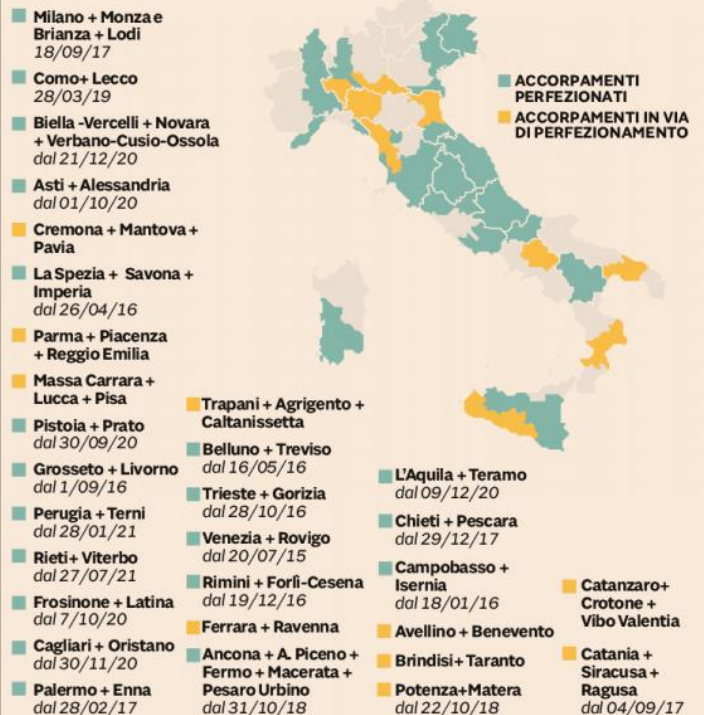 Milano + Monza e
Brianza + Lodi
18/09/17
Como+ Lecco
28/03/19
Biella -Vercelli + Novara
+ Verbano-Cusio-Ossola
dal 21/12/20
Asti + Alessandria
dal 01/10/20
Cremona + Mantova +
Pavia
La Spezia + Savona +
Imperia
dal 26/04/16
Parma + Piacenza
+ Reggio Emilia
Massa Carrara +
Lucca + Pisa
Pistoia + Prato
dal 30/09/20
Grosseto + Livorno
dal 1/09/16
Perugia + Terni
dal 28/01/21
Rieti + Viterbo
dal 27/07/21
Frosinone + Latina
dal 7/10/20
Cagliari + Oristano
dal 30/11/20
Palermo + Enna
dal 28/02/17
Trapani + Agrigento +
Caltanissetta
Belluno + Treviso
dal 16/05/16
Trieste + Gorizia
dal 28/10/16
Venezia + Rovigo
dal 20/07/15
Rimini + Forlì-Cesena
dal 19/12/16
Ferrara + Ravenna
Ancona + A. Piceno +
Fermo + Macerata +
Pesaro Urbino
dal 31/10/18
L'Aquila + Teramo
dal 09/12/20
Chieti + Pescara
dal 29/12/17
Campobasso +
Isernia
dal 18/01/16
Avellino + Benevento
Brindisi+ Taranto
Potenza+Matera
dal 22/10/18
Catanzaro+
Crotone +
Vibo Valentia
Catania +
Siracusa +
Ragusa
dal 04/09/17
ACCORPAMENTI
PERFEZIONATI
ACCORPAMENTI IN VIA
DI PERFEZIONAMENTO